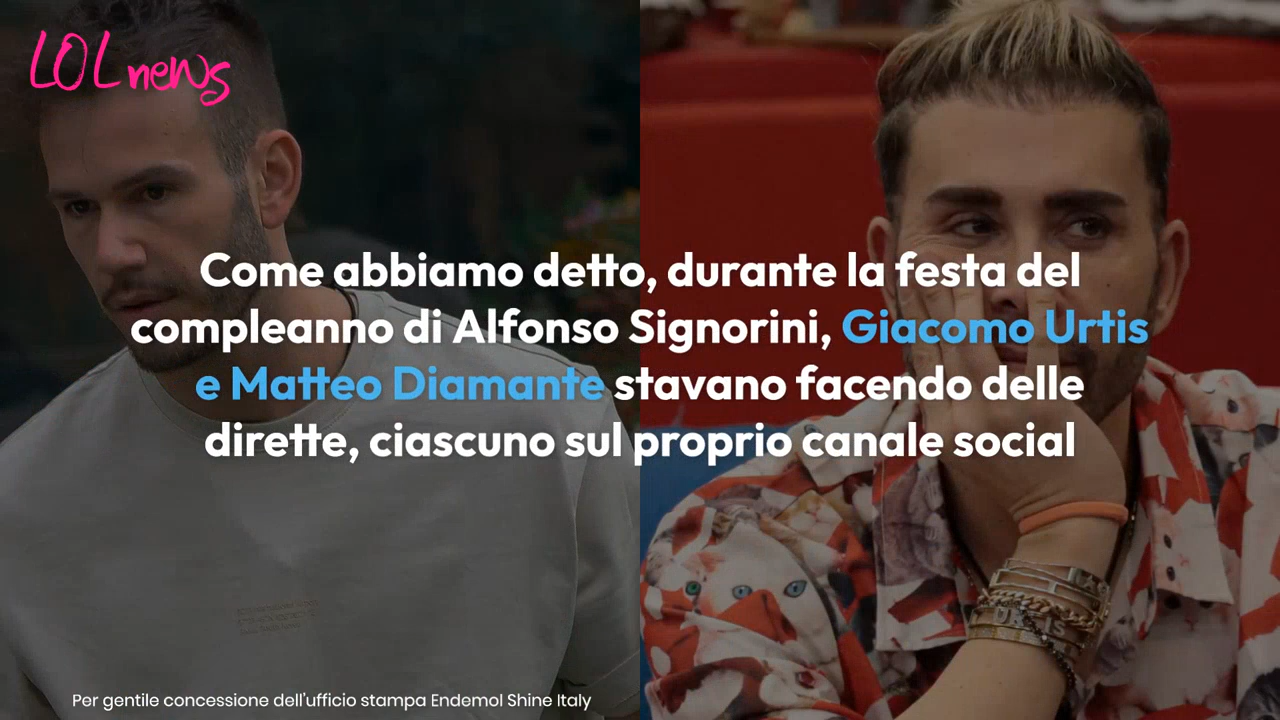 LOL news
Come abbiamo detto, durante la festa del
compleanno di Alfonso Signorini, Giacomo Urtis
e Matteo Diamante stavano facendo delle
dirette, ciascuno sul proprio canale social
URTIS
Per gentile concessione dell'ufficio stampa Endemol Shine Italy